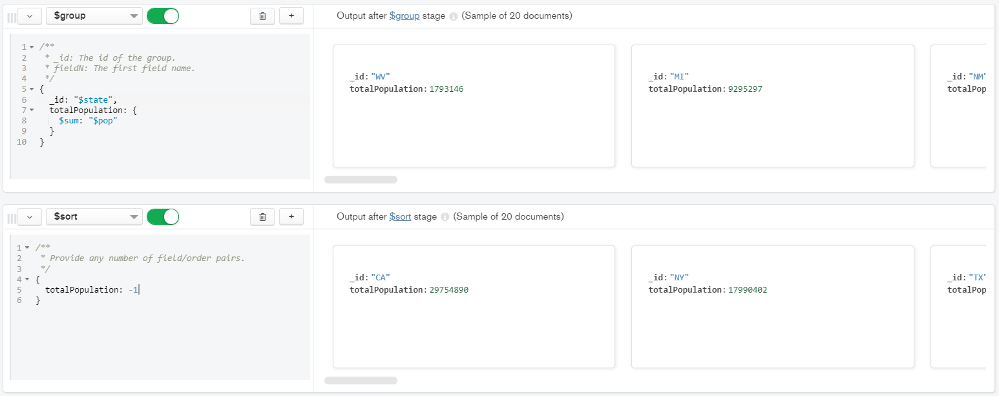 $group
+
Output after $group stage (Sample of 20 documents)
1 /**
2 * _id: The id of the group.
3 * fieldN: The first field name.
4 */
5 {
6 _id: "$state",
7 totalPopulation: {
8 $sum: "$pop"
9 }
10 }
_id: "WV"
totalPopulation: 1793146
_id: "MI"
totalPopulation: 9295297
_id: "NM"
totalPop
$sort
+
Output after $sort stage (Sample of 20 documents)
1 /**
2 * Provide any number of field/order pairs.
3 */
4 {
5 totalPopulation: -1
6 }
_id: "CA"
totalPopulation: 29754890
_id: "NY"
totalPopulation: 17990402
_id: "TX"
totalPop